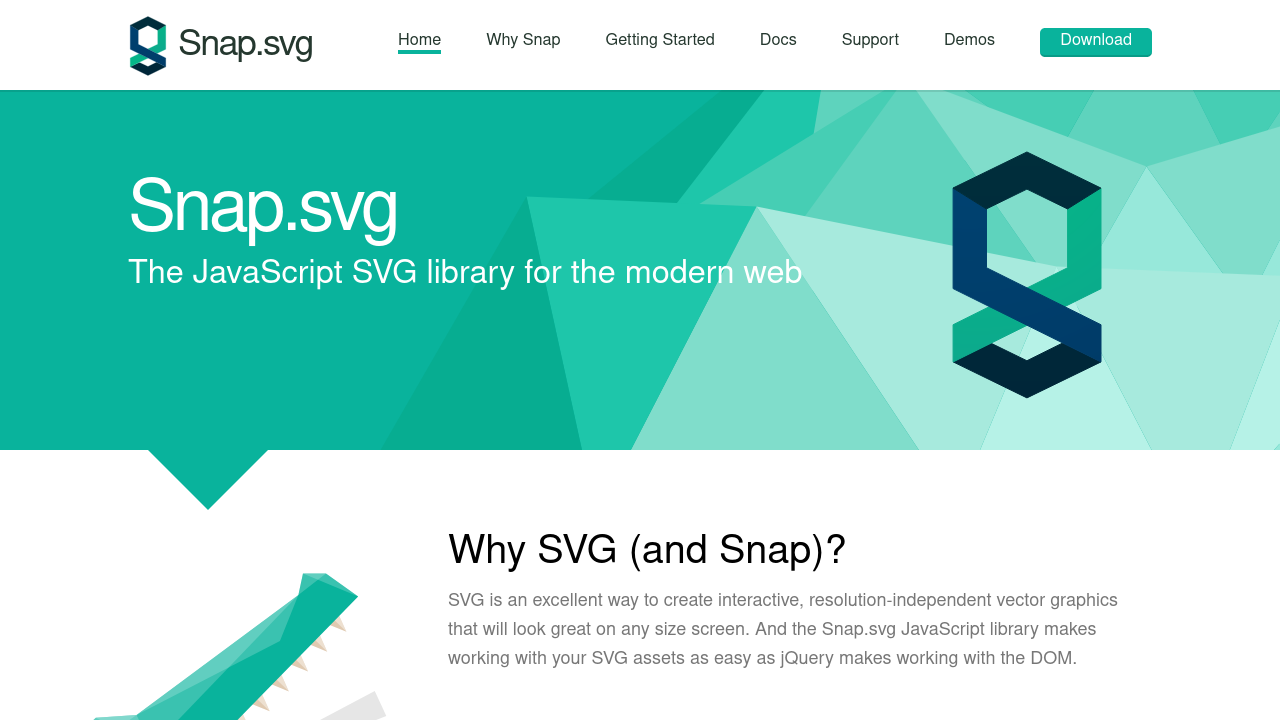 Snap.svg
Home
Why Snap
Getting Started
Docs
Support
Demos
Download
Snap.svg
The JavaScript SVG library for the modern web
Why SVG (and Snap)?
SVG is an excellent way to create interactive, resolution-independent vector graphics
that will look great on any size screen. And the Snap.svg JavaScript library makes
working with your SVG assets as easy as jQuery makes working with the DOM.